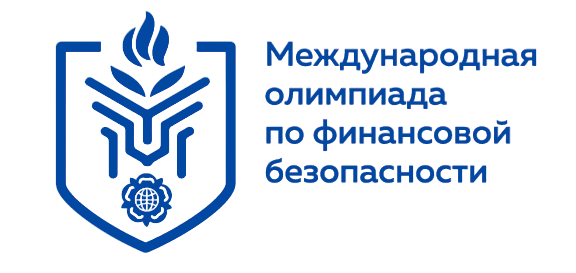 Международная
олимпиада
по финансовой
безопасности